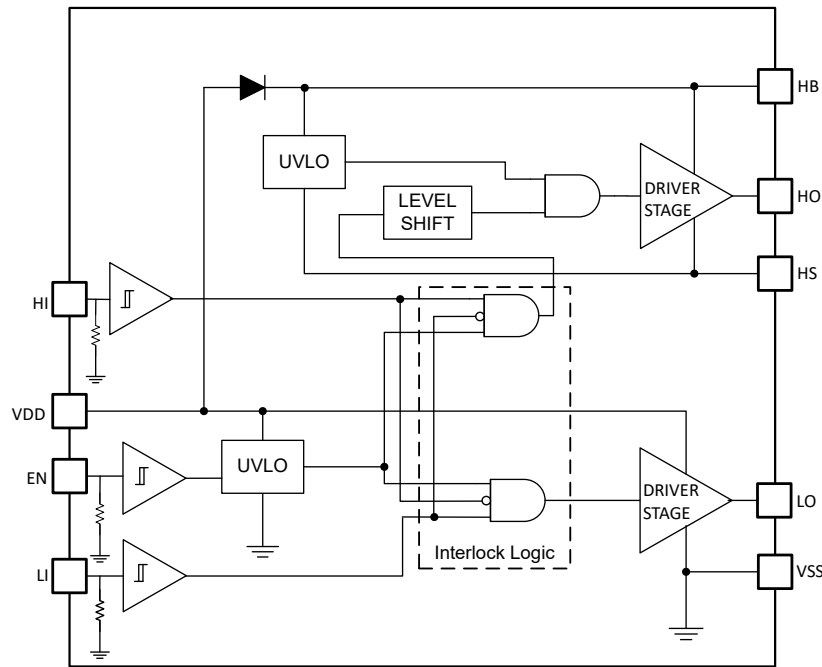 HB
UVLO
DRIVER
STAGE
HO
LEVEL
SHIFT
HS
HI
VDD
EN
UVLO
DRIVER
STAGE
LO
Interlock Logic
LI
VSS